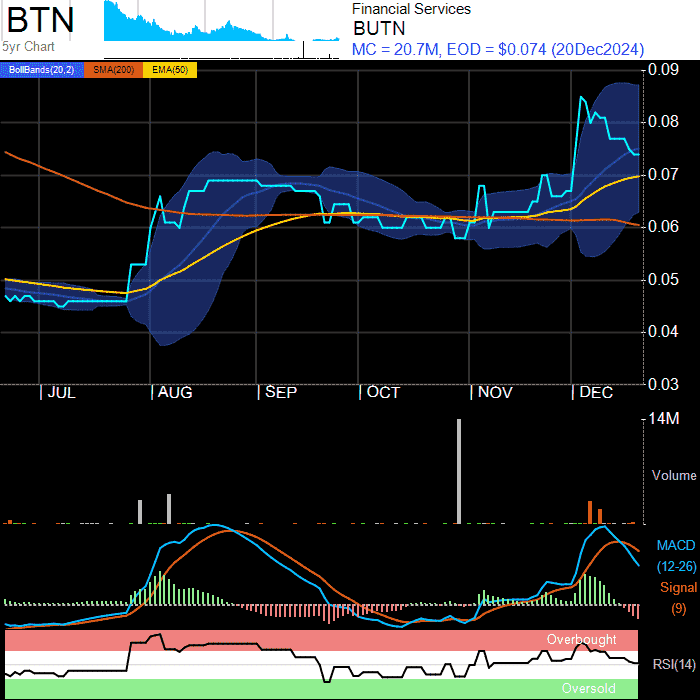 BTN
5yr Chart
Financial Services
BUTN
MC = 20.7M, EOD = $0.074 (20Dec2024)
BollBands(20,2) SMA(200) EMA(50)
0.09
0.08
0.07
0.06
0.05
0.04
0.03
JUL AUG SEP OCT NOV DEC
14M
Volume
MACD
(12-26)
Signal
(9)
Overbought
RSI(14)
Oversold